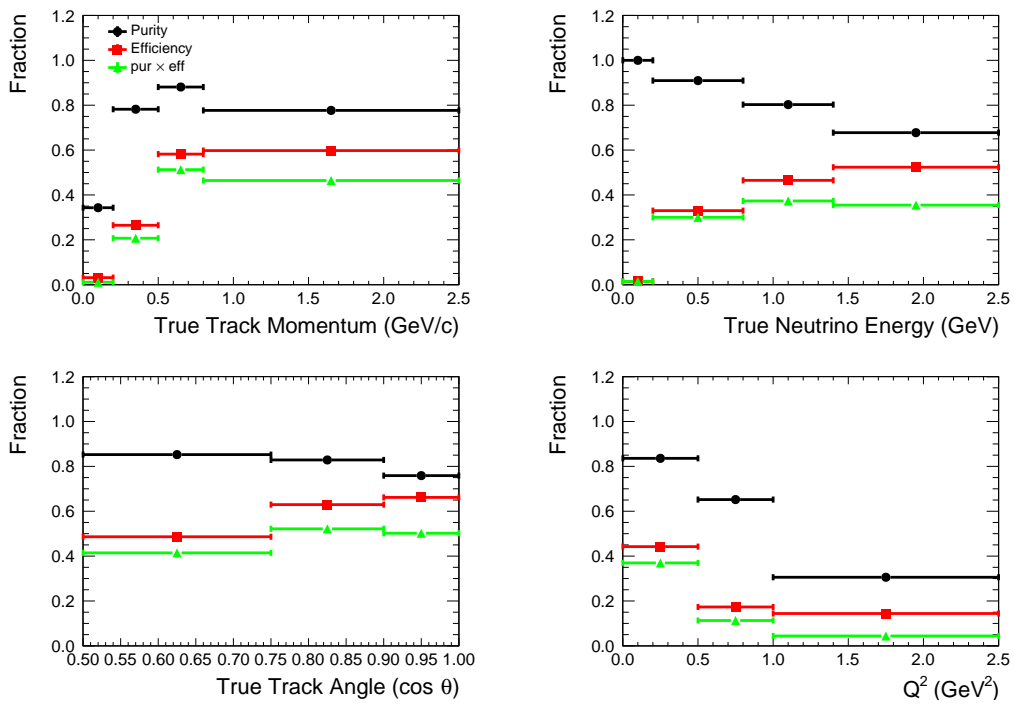 Fraction
1.2
1.0
0.8
0.6
0.4
0.2
0.0
Purity
Efficiency
pur × eff
0.0 0.5 1.0 1.5 2.0 2.5
True Track Momentum (GeV/c)
Fraction
1.2
1.0
0.8
0.6
0.4
0.2
0.0
0.0 0.5 1.0 1.5 2.0 2.5
True Neutrino Energy (GeV)
Fraction
1.2
1.0
0.8
0.6
0.4
0.2
0.0
0.50 0.55 0.60 0.65 0.70 0.75 0.80 0.85 0.90 0.95 1.00
True Track Angle (cos θ)
Fraction
1.2
1.0
0.8
0.6
0.4
0.2
0.0
0.0 0.5 1.0 1.5 2.0 2.5
Q² (GeV²)